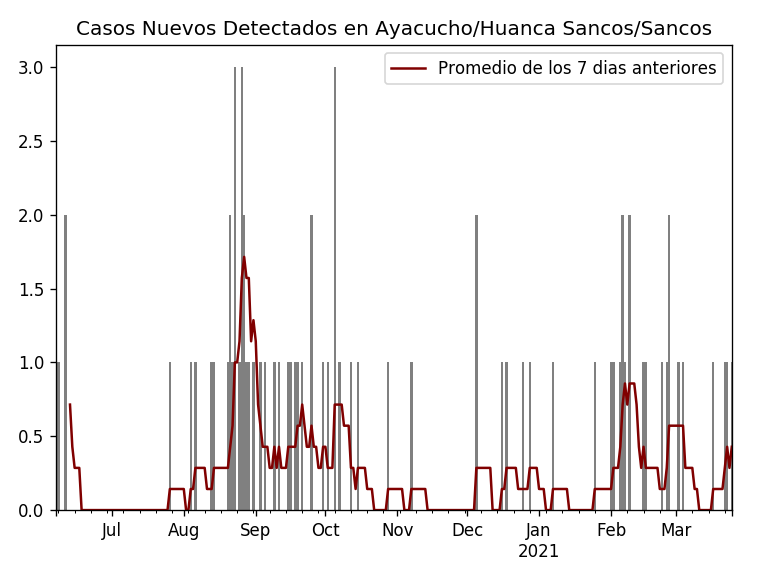 Casos Nuevos Detectados en Ayacucho/Huanca Sancos/Sancos
Promedio de los 7 dias anteriores
3.0
2.5
2.0
1.5
1.0
0.5
0.0
Jul Aug Sep Oct Nov Dec Jan Feb Mar
2021